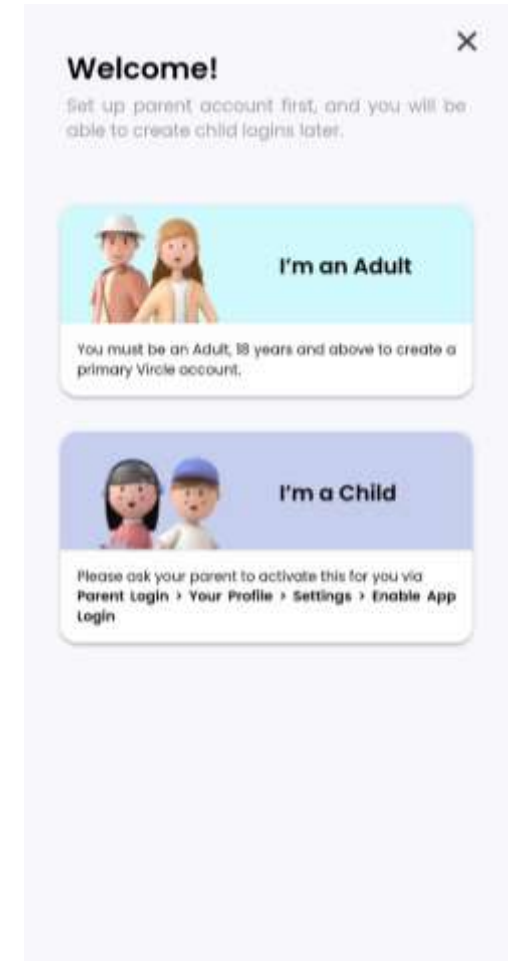 Welcome!
Set up parent account first, and you will be
able to create child logins later.
I'm an Adult
You must be an Adult, 18 years and above to create a
primary Vircle account.
I'm a Child
Please ask your parent to activate this for you via
Parent Login > Your Profile > Settings > Enable App
Login